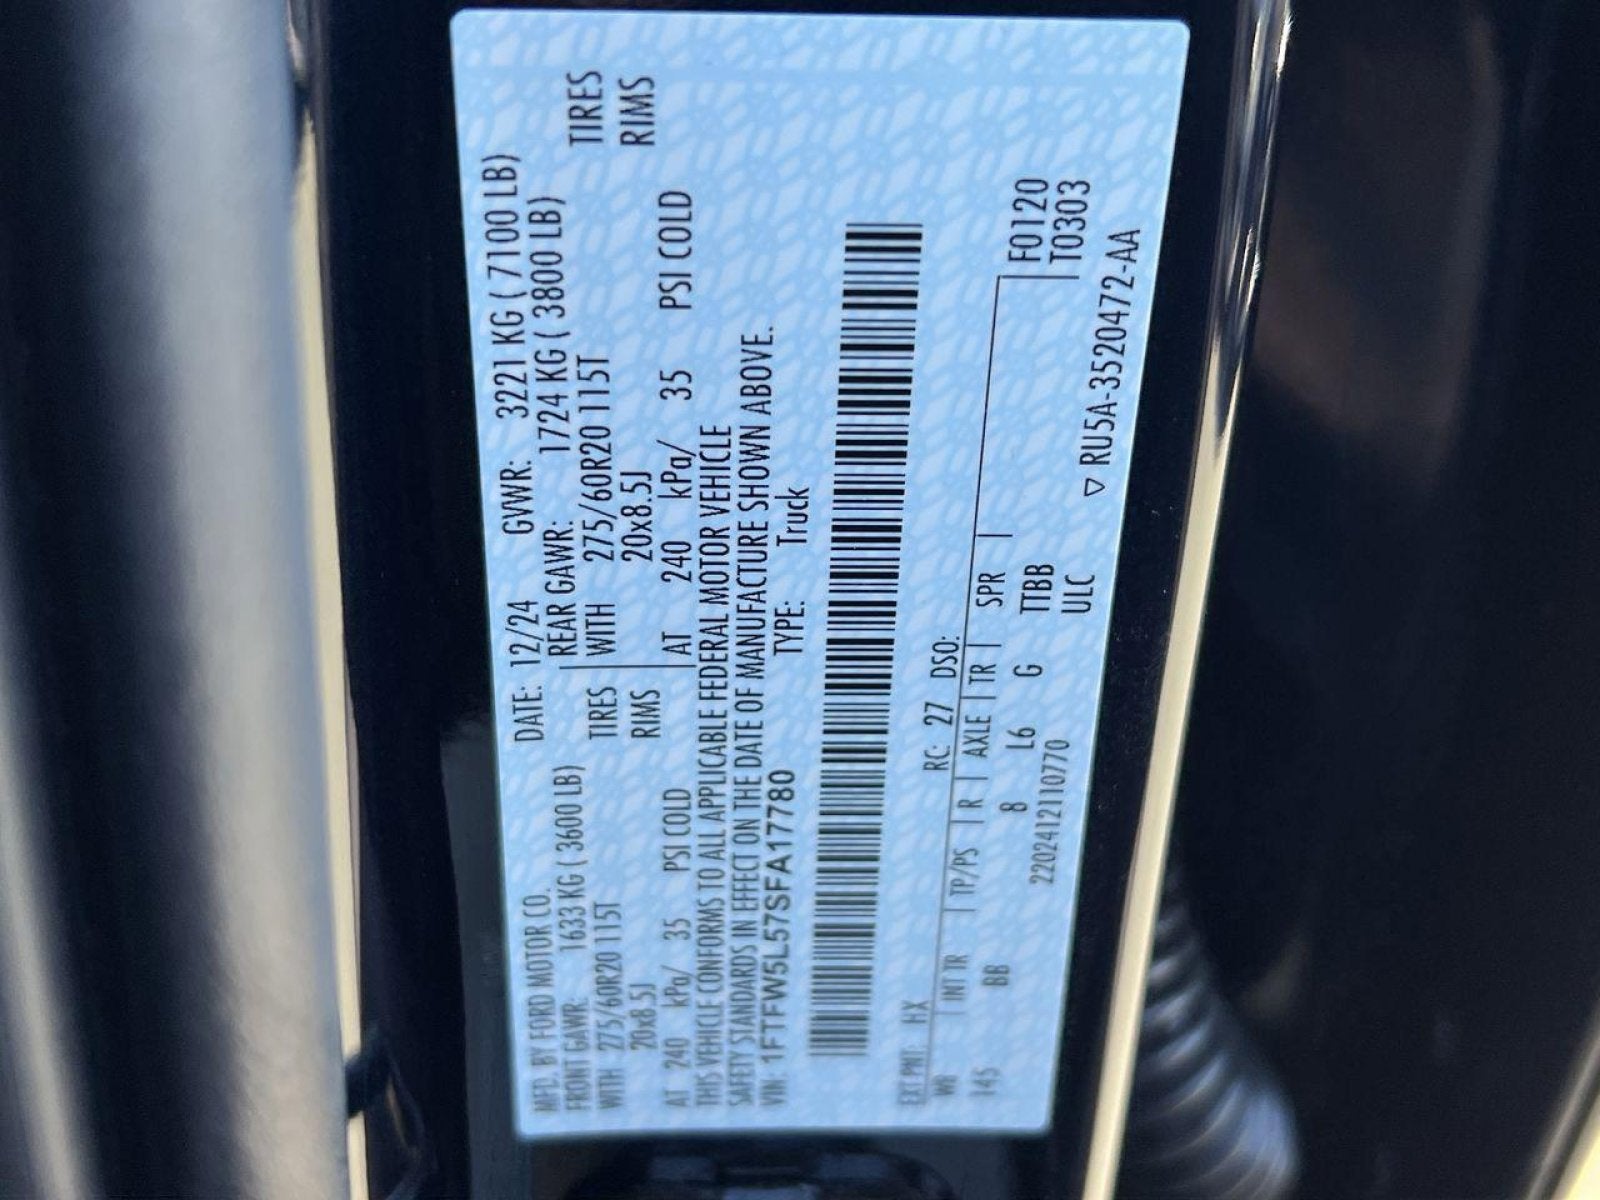 MFD. BY FORD MOTOR CO. DATE: 12/24 GVWR: 3221 KG ( 7100 LB)
FRONT GAWR: 1633 KG ( 3600 LB) REAR GAWR: 1724 KG ( 3800 LB)
WITH 275/60R20 115T TIRES WITH 275/60R20 115T TIRES
20x8.5J RIMS 20x8.5J RIMS
AT 240 kPa/ 35 PSI COLD AT 240 kPa/ 35 PSI COLD
THIS VEHICLE CONFORMS TO ALL APPLICABLE FEDERAL MOTOR VEHICLE
SAFETY STANDARDS IN EFFECT ON THE DATE OF MANUFACTURE SHOWN ABOVE.
VIN: 1FTFW5L57SFA17780 TYPE: Truck
EXT PNT: HX RC: 27 DSO:
WB INT TR TP/PS R AXLE TR SPR F0120
145 BB 8 L6 G TTBB T0303
2202412110770 ULC ▽ RU5A-3520472-AA